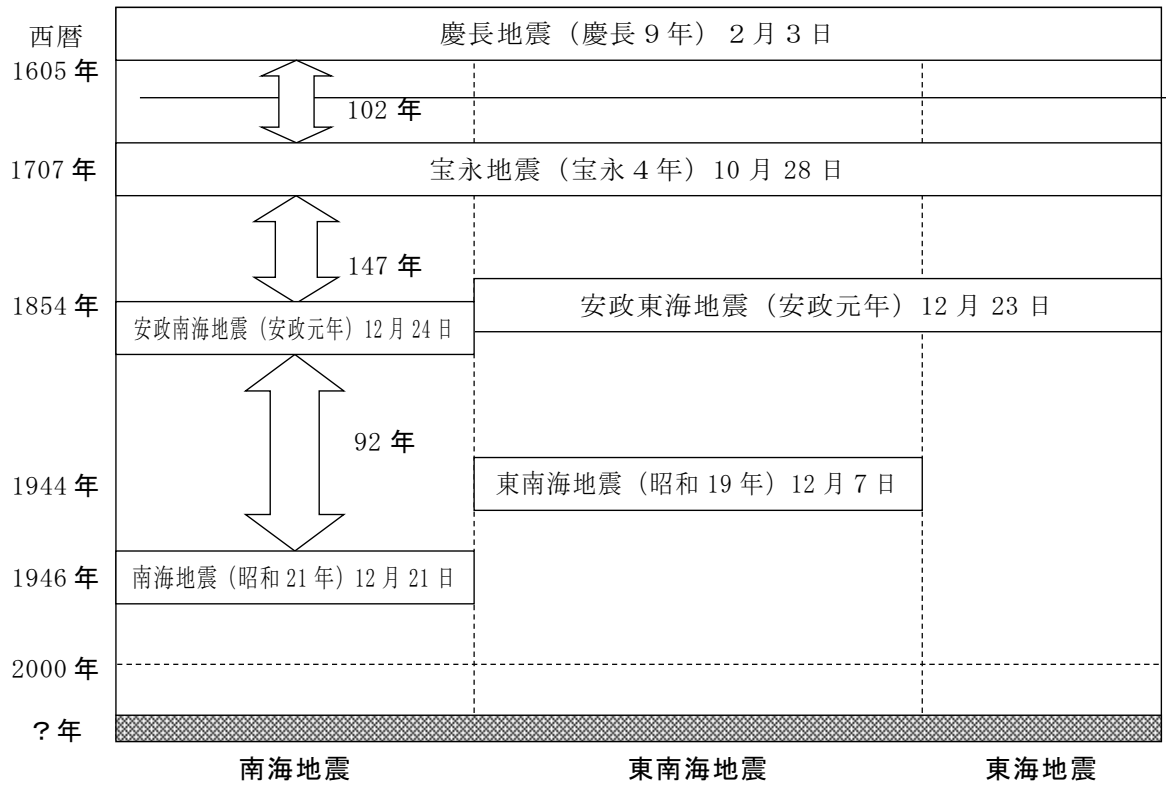 西暦
1605 年
慶長地震（慶長９年）２月３日
102 年
1707 年
宝永地震（宝永４年）10 月 28 日
147 年
1854 年
安政東海地震（安政元年）12 月 23 日
安政南海地震（安政元年）12 月 24 日
92 年
1944 年
東南海地震（昭和 19 年）12 月７日
1946 年
南海地震（昭和 21 年）12 月 21 日
2000 年
？年
南海地震
東南海地震
東海地震